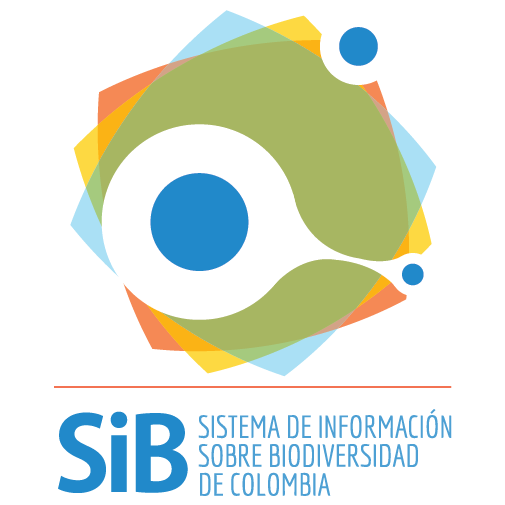 SiB
SISTEMA DE INFORMACIÓN
SOBRE BIODIVERSIDAD
DE COLOMBIA